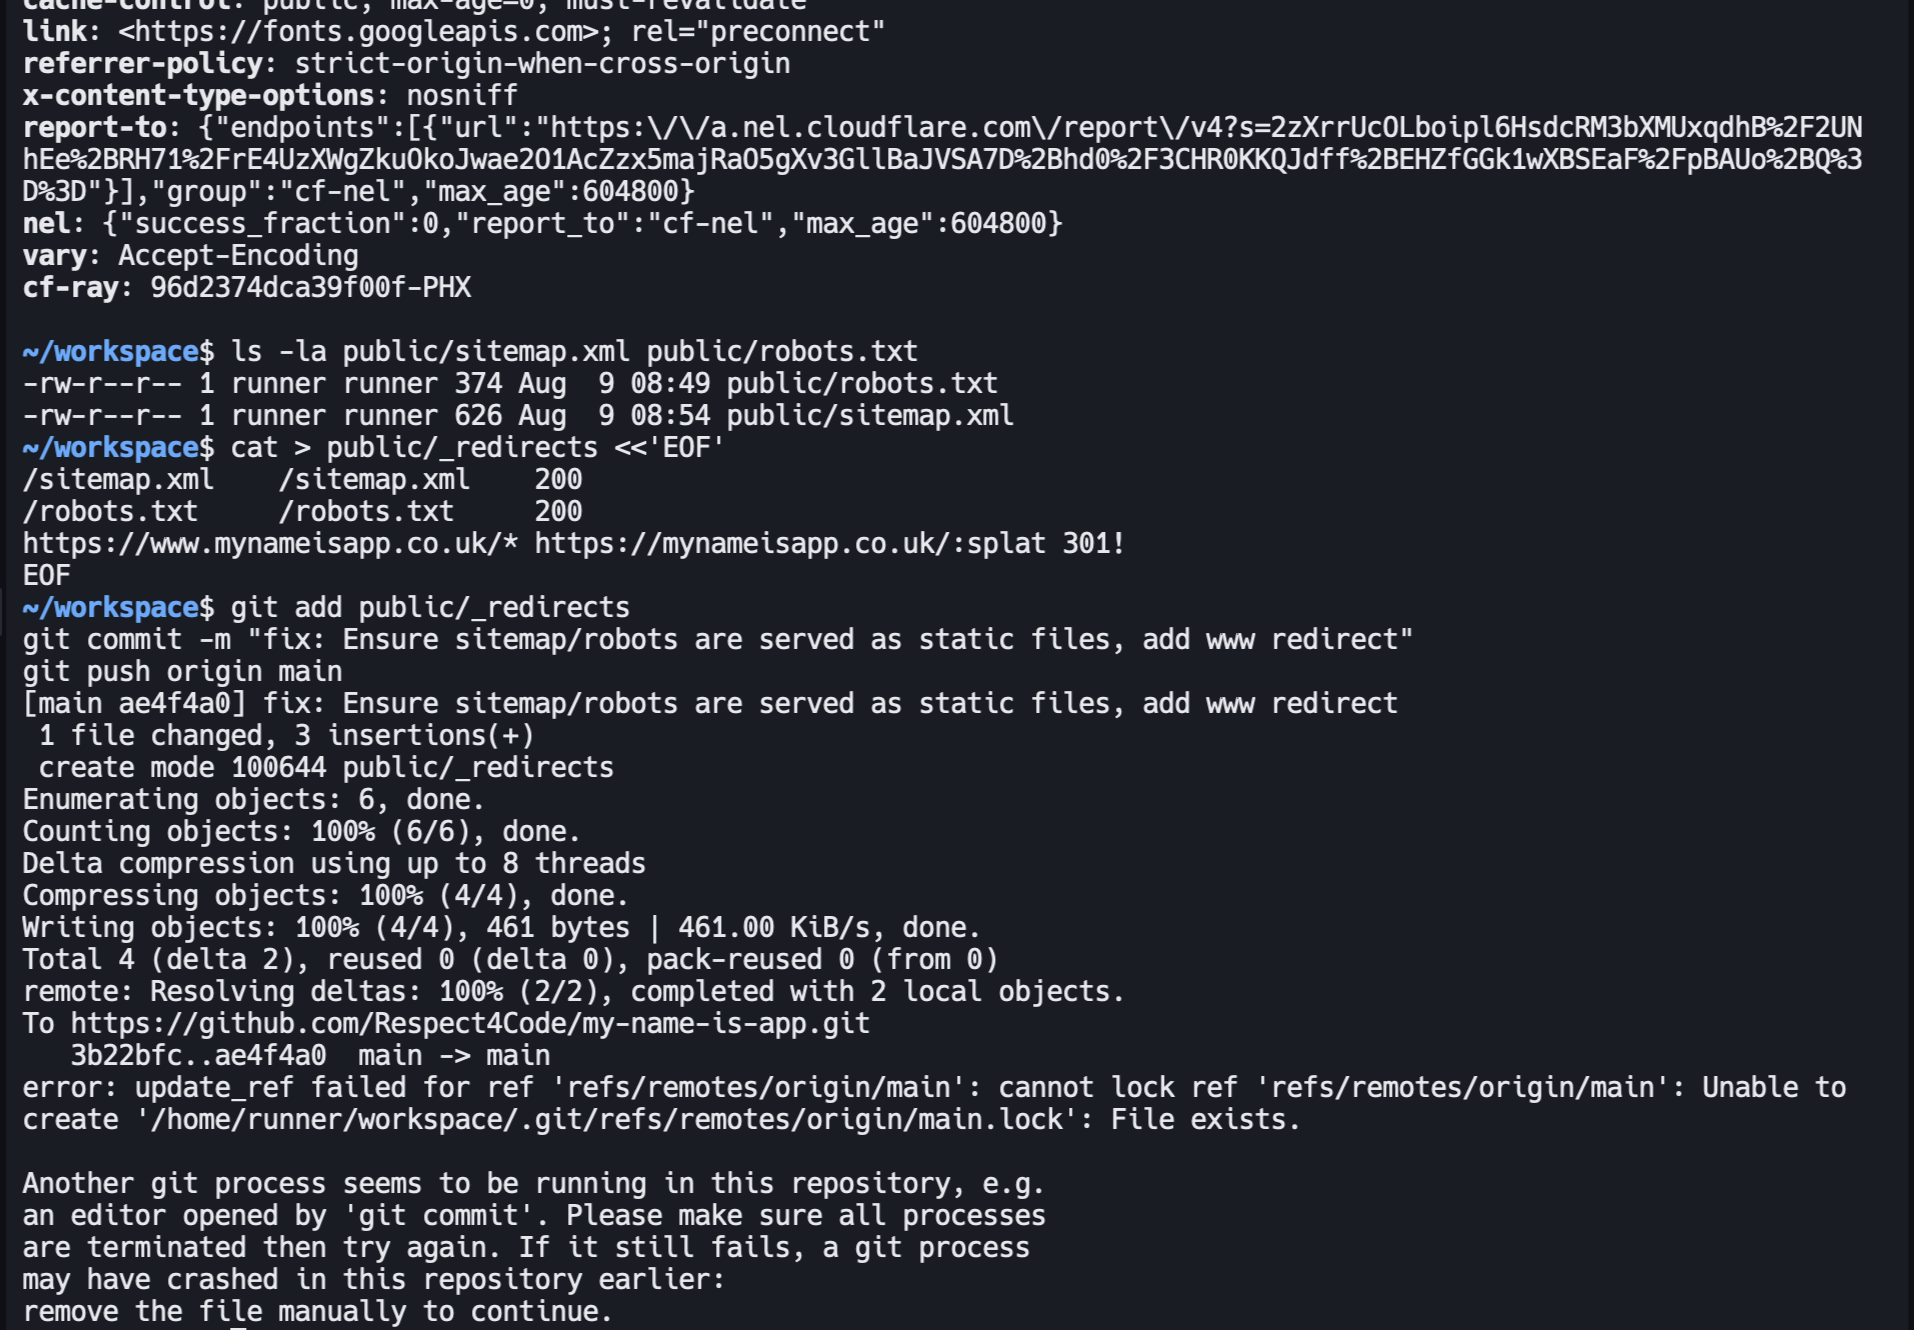 cache-control: public, max-age=0, must-revalidate
link: <https://fonts.googleapis.com>; rel="preconnect"
referrer-policy: strict-origin-when-cross-origin
x-content-type-options: nosniff
report-to: {"endpoints":[{"url":"https:\/\/a.nel.cloudflare.com\/report\/v4?s=2zXrrUcOLboipl6HsdcRM3bXMUxqdhB%2F2UN
hEe%2BRH71%2FrE4UzXWgZkuOkoJwae2O1AcZzx5majRaO5gXv3GllBaJVSA7D%2Bhd0%2F3CHR0KKQJdff%2BEHZfGGk1wXBSEaF%2FpBAUo%2BQ%3
D%3D"}],"group":"cf-nel","max_age":604800}
nel: {"success_fraction":0,"report_to":"cf-nel","max_age":604800}
vary: Accept-Encoding
cf-ray: 96d2374dca39f00f-PHX
~/workspace$ ls -la public/sitemap.xml public/robots.txt
-rw-r--r-- 1 runner runner 374 Aug  9 08:49 public/robots.txt
-rw-r--r-- 1 runner runner 626 Aug  9 08:54 public/sitemap.xml
~/workspace$ cat > public/_redirects <<'EOF'
/sitemap.xml    /sitemap.xml    200
/robots.txt     /robots.txt     200
https://www.mynameisapp.co.uk/* https://mynameisapp.co.uk/:splat 301!
EOF
~/workspace$ git add public/_redirects
git commit -m "fix: Ensure sitemap/robots are served as static files, add www redirect"
git push origin main
[main ae4f4a0] fix: Ensure sitemap/robots are served as static files, add www redirect
 1 file changed, 3 insertions(+)
 create mode 100644 public/_redirects
Enumerating objects: 6, done.
Counting objects: 100% (6/6), done.
Delta compression using up to 8 threads
Compressing objects: 100% (4/4), done.
Writing objects: 100% (4/4), 461 bytes | 461.00 KiB/s, done.
Total 4 (delta 2), reused 0 (delta 0), pack-reused 0 (from 0)
remote: Resolving deltas: 100% (2/2), completed with 2 local objects.
To https://github.com/Respect4Code/my-name-is-app.git
   3b22bfc..ae4f4a0  main -> main
error: update_ref failed for ref 'refs/remotes/origin/main': cannot lock ref 'refs/remotes/origin/main': Unable to
create '/home/runner/workspace/.git/refs/remotes/origin/main.lock': File exists.
Another git process seems to be running in this repository, e.g.
an editor opened by 'git commit'. Please make sure all processes
are terminated then try again. If it still fails, a git process
may have crashed in this repository earlier:
remove the file manually to continue.